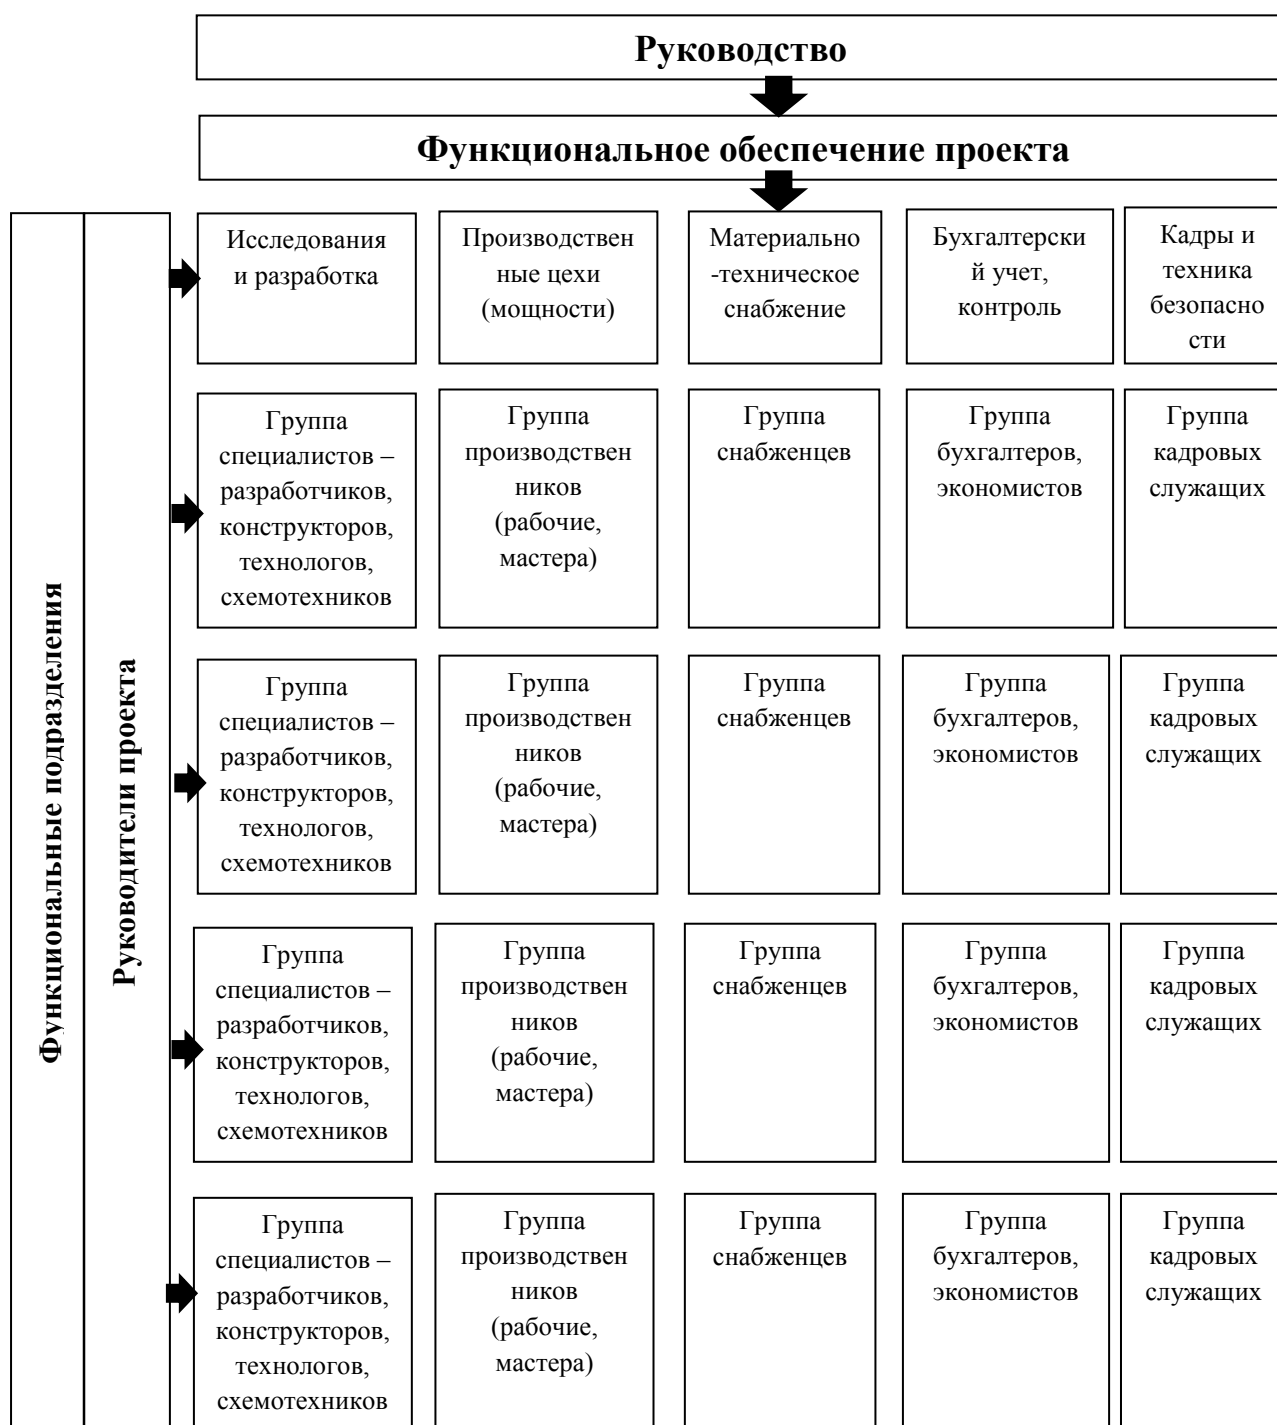 Руководство
Функциональное обеспечение проекта
Функциональные подразделения
Руководители проекта
Исследования
и разработка
Производствен
ные цехи
(мощности)
Материально
-техническое
снабжение
Бухгалтерски
й учет,
контроль
Кадры и
техника
безопасно
сти
Группа
специалистов –
разработчиков,
конструкторов,
технологов,
схемотехников
Группа
производствен
ников
(рабочие,
мастера)
Группа
снабженцев
Группа
бухгалтеров,
экономистов
Группа
кадровых
служащих
Группа
специалистов –
разработчиков,
конструкторов,
технологов,
схемотехников
Группа
производствен
ников
(рабочие,
мастера)
Группа
снабженцев
Группа
бухгалтеров,
экономистов
Группа
кадровых
служащих
Группа
специалистов –
разработчиков,
конструкторов,
технологов,
схемотехников
Группа
производствен
ников
(рабочие,
мастера)
Группа
снабженцев
Группа
бухгалтеров,
экономистов
Группа
кадровых
служащих
Группа
специалистов –
разработчиков,
конструкторов,
технологов,
схемотехников
Группа
производствен
ников
(рабочие,
мастера)
Группа
снабженцев
Группа
бухгалтеров,
экономистов
Группа
кадровых
служащих